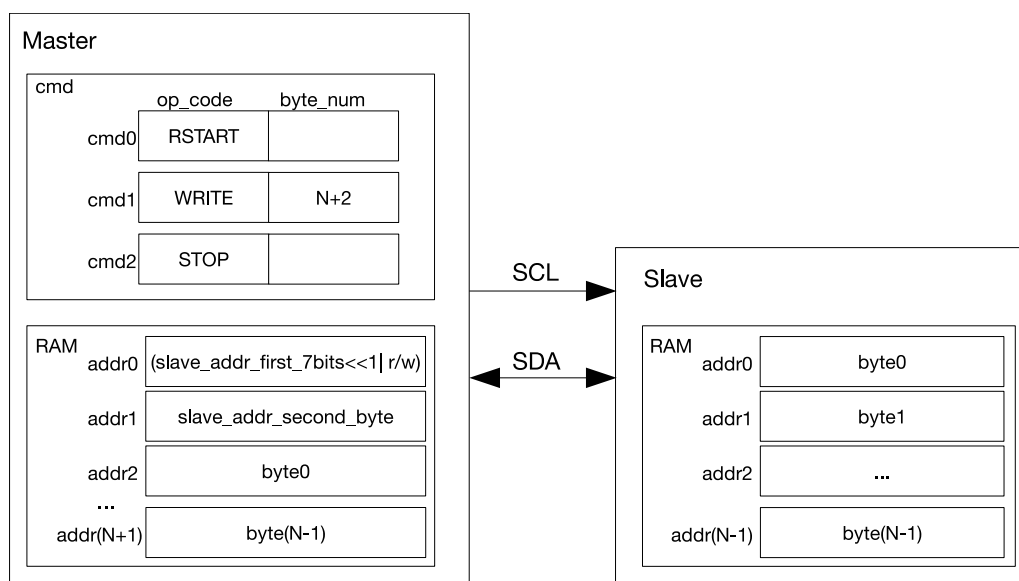 Master
cmd
op_code byte_num
cmd0 RSTART
cmd1 WRITE N+2
cmd2 STOP
RAM
addr0 (slave_addr_first_7bits<<1| r/w)
addr1 slave_addr_second_byte
addr2 byte0
...
addr(N+1) byte(N-1)
SCL
SDA
Slave
RAM
addr0 byte0
addr1 byte1
addr2 ...
addr(N-1) byte(N-1)